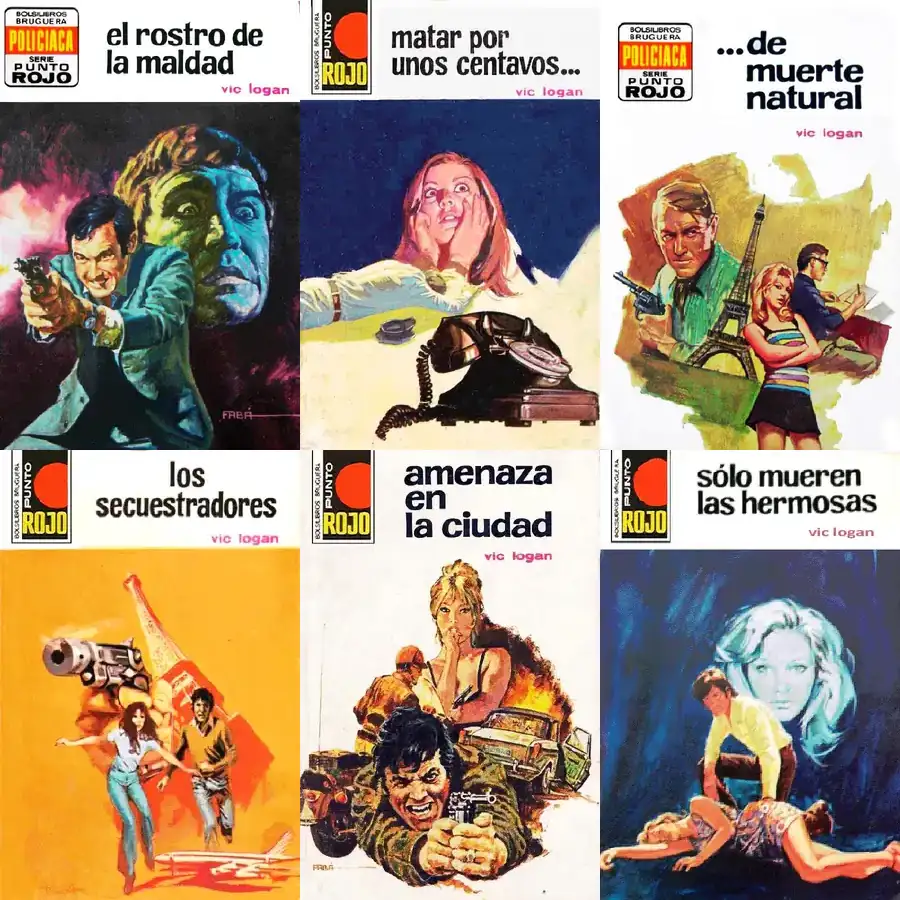 BOLSILIBROS
BRUGUERA
POLICIACA
SERIE
PUNTO
ROJO
el rostro de
la maldad
vic logan
FABÁ
BOLSILIBROS BRUGUERA
PUNTO
ROJO
matar por
unos centavos...
vic logan
BOLSILIBROS
BRUGUERA
POLICIACA
SERIE
PUNTO
ROJO
...de
muerte
natural
vic logan
BOLSILIBROS BRUGUERA
PUNTO
ROJO
los
secuestradores
vic logan
BOLSILIBROS BRUGUERA
PUNTO
ROJO
amenaza
en
la ciudad
vic logan
FABÁ
BOLSILIBROS BRUGUERA
PUNTO
ROJO
sólo mueren
las hermosas
vic logan